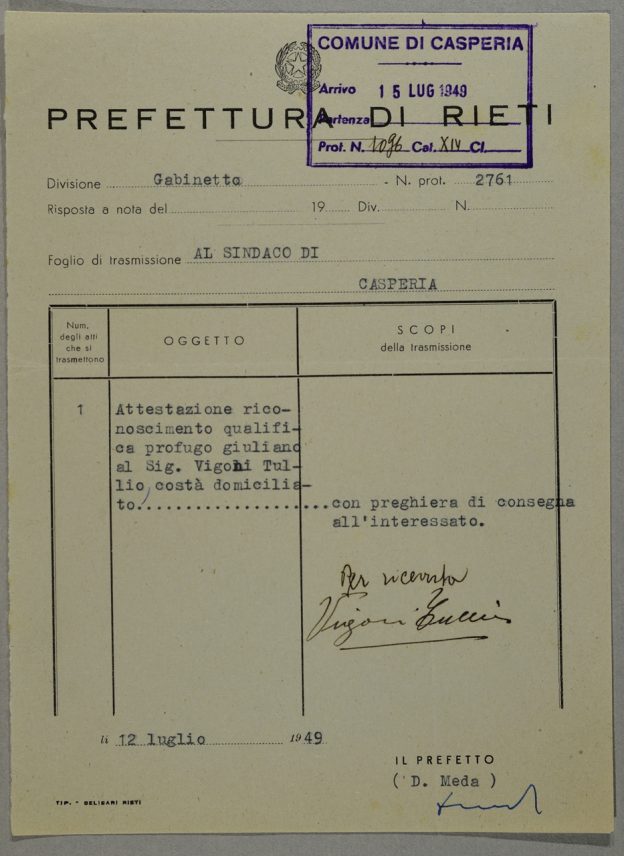 COMUNE DI CASPERIA
Arrivo 15 LUG 1949
Partenza
Prot. N. 1096 Cat. XIV Cl.
PREFETTURA DI RIETI
Divisione Gabinetto - N. prot. 2761
Risposta a nota del 19 Div. N.
Foglio di trasmissione AL SINDACO DI
CASPERIA
Num.
degli atti
che si
trasmettono
OGGETTO
SCOPI
della trasmissione
1 Attestazione rico-
noscimento qualifi-
ca profugo giuliano
al Sig. Vigohi Tul-
lio, costà domicilia-
to.....................con preghiera di consegna
all'interessato.
Per ricevuta
Vigoni Tullio
lì 12 luglio 1949
IL PREFETTO
( D. Meda )
TIP. - BELISARI RIETI